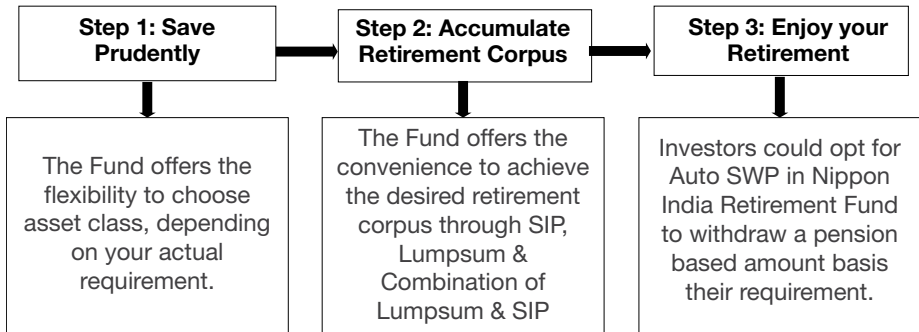 Step 1: Save
Prudently
Step 2: Accumulate
Retirement Corpus
Step 3: Enjoy your
Retirement
The Fund offers the
flexibility to choose
asset class, depending
on your actual
requirement.
The Fund offers the
convenience to achieve
the desired retirement
corpus through SIP,
Lumpsum &
Combination of
Lumpsum & SIP
Investors could opt for
Auto SWP in Nippon
India Retirement Fund
to withdraw a pension
based amount basis
their requirement.